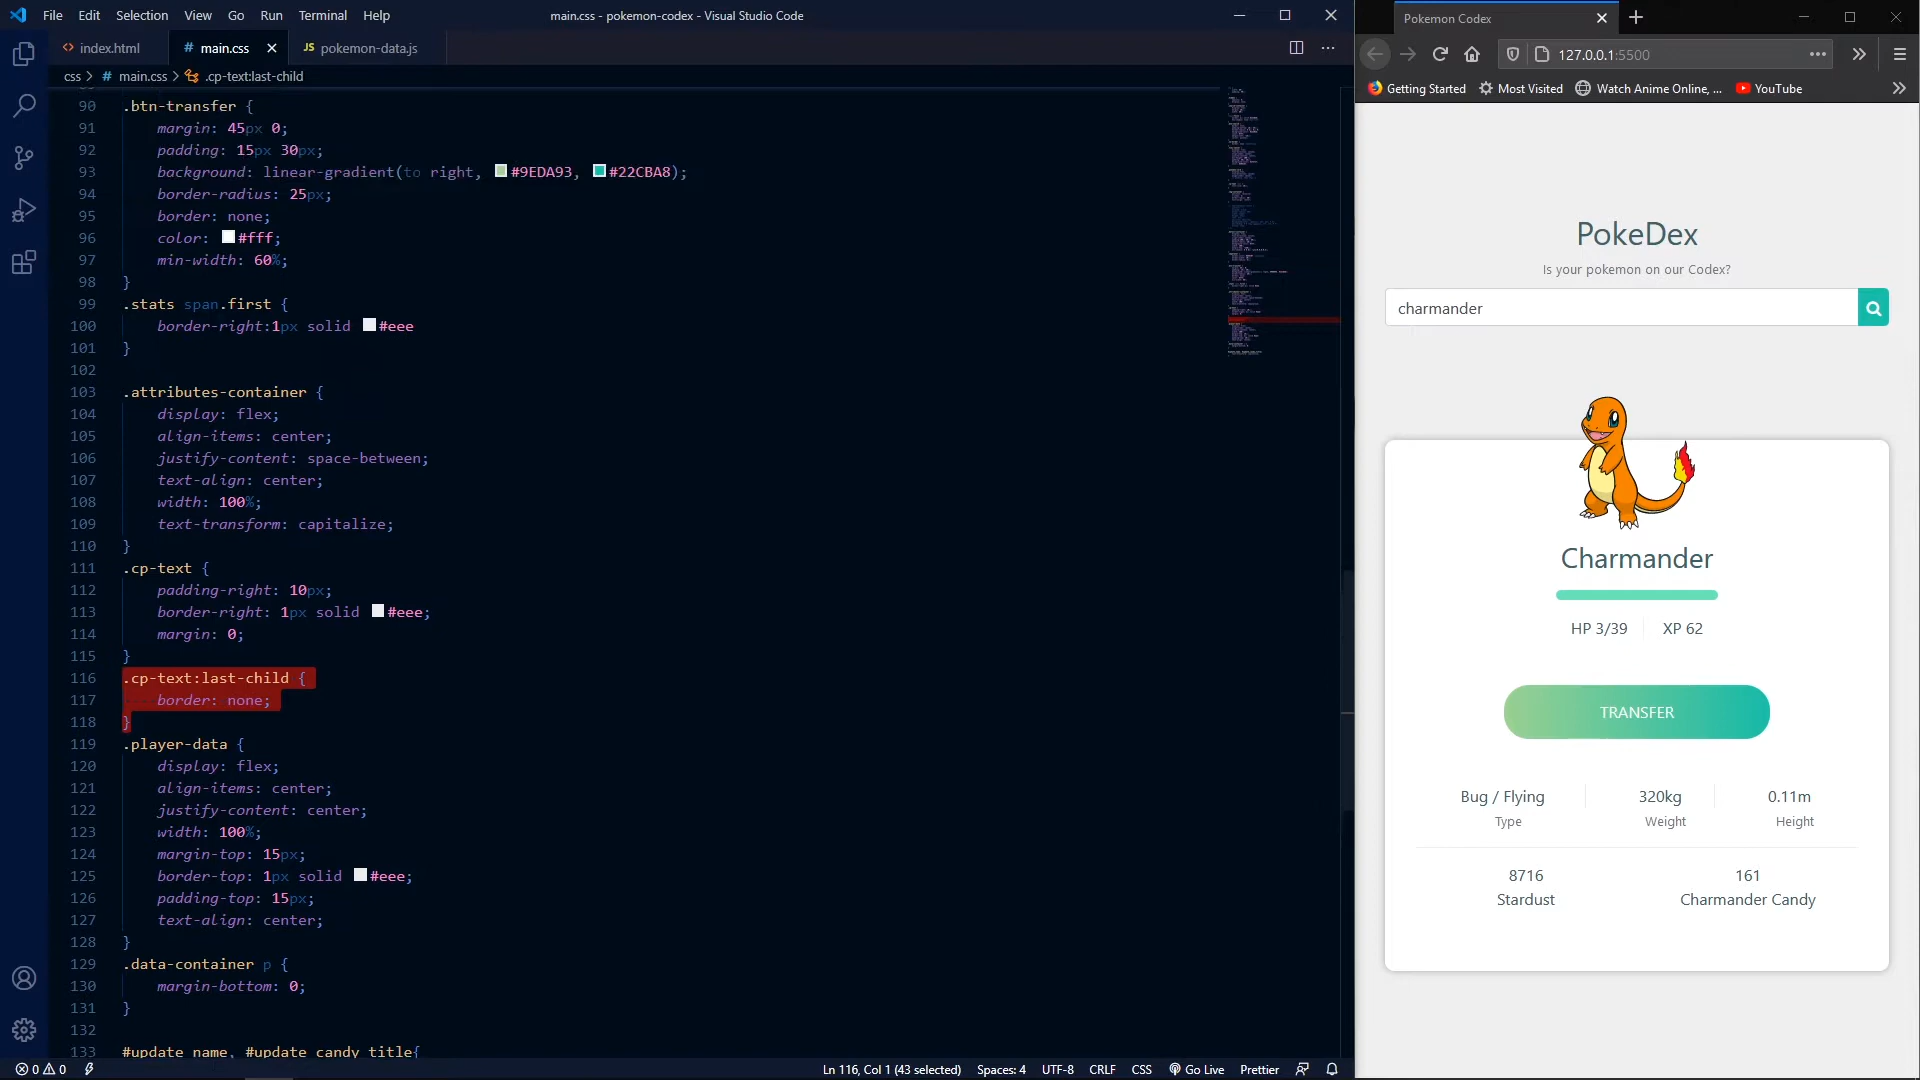 File Edit Selection View Go Run Terminal Help
main.css - pokemon-codex - Visual Studio Code
<> index.html
# main.css
JS pokemon-data.js
css > # main.css > .cp-text:last-child
90 .btn-transfer {
91 margin: 45px 0;
92 padding: 15px 30px;
93 background: linear-gradient(to right, #9EDA93, #22CBA8);
94 border-radius: 25px;
95 border: none;
96 color: #fff;
97 min-width: 60%;
98 }
99 .stats span.first {
100 border-right:1px solid #eee
101 }
102
103 .attributes-container {
104 display: flex;
105 align-items: center;
106 justify-content: space-between;
107 text-align: center;
108 width: 100%;
109 text-transform: capitalize;
110 }
111 .cp-text {
112 padding-right: 10px;
113 border-right: 1px solid #eee;
114 margin: 0;
115 }
116 .cp-text:last-child {
117 border: none;
118 }
119 .player-data {
120 display: flex;
121 align-items: center;
122 justify-content: center;
123 width: 100%;
124 margin-top: 15px;
125 border-top: 1px solid #eee;
126 padding-top: 15px;
127 text-align: center;
128 }
129 .data-container p {
130 margin-bottom: 0;
131 }
132
133 #update_name, #update_candy_title{
0 0
Ln 116, Col 1 (43 selected) Spaces: 4 UTF-8 CRLF CSS Go Live Prettier
Pokemon Codex
127.0.0.1:5500
Getting Started Most Visited Watch Anime Online, ... YouTube
PokeDex
Is your pokemon on our Codex?
charmander
Charmander
HP 3/39 XP 62
TRANSFER
Bug / Flying 320kg 0.11m
Type Weight Height
8716 161
Stardust Charmander Candy